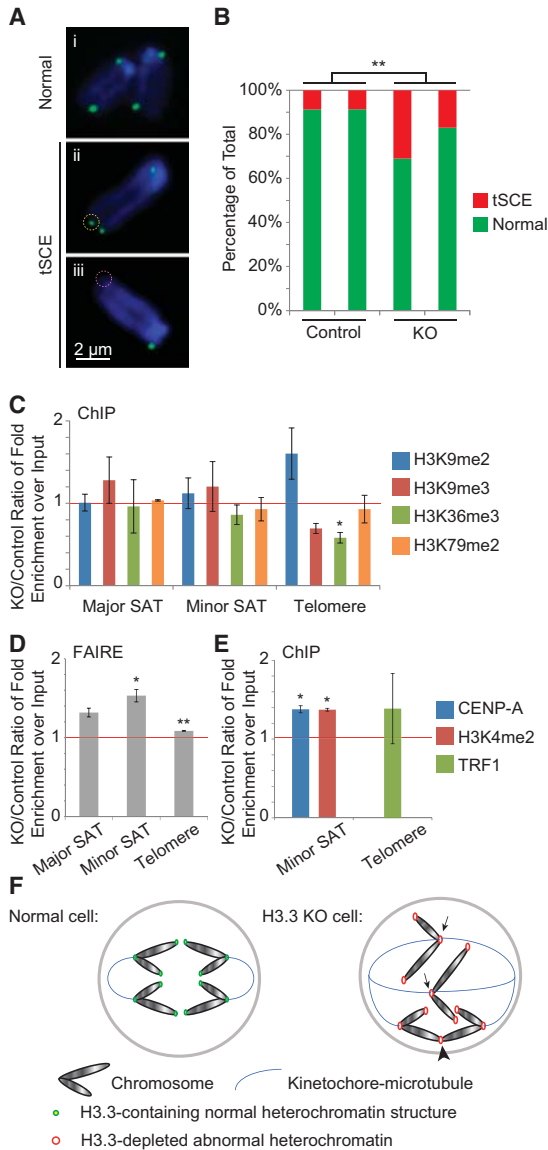 A
Normal
i
tSCE
ii
iii
2 µm
B
**
Percentage of Total
100%
80%
60%
40%
20%
0%
Control
KO
tSCE
Normal
C
ChIP
KO/Control Ratio of Fold
Enrichment over Input
2
1
0
*
Major SAT
Minor SAT
Telomere
H3K9me2
H3K9me3
H3K36me3
H3K79me2
D
FAIRE
KO/Control Ratio of Fold
Enrichment over Input
2
1
0
*
**
Major SAT
Minor SAT
Telomere
E
ChIP
KO/Control Ratio of Fold
Enrichment over Input
2
1
0
*
*
Minor SAT
Telomere
CENP-A
H3K4me2
TRF1
F
Normal cell:
H3.3 KO cell:
Chromosome
Kinetochore-microtubule
H3.3-containing normal heterochromatin structure
H3.3-depleted abnormal heterochromatin